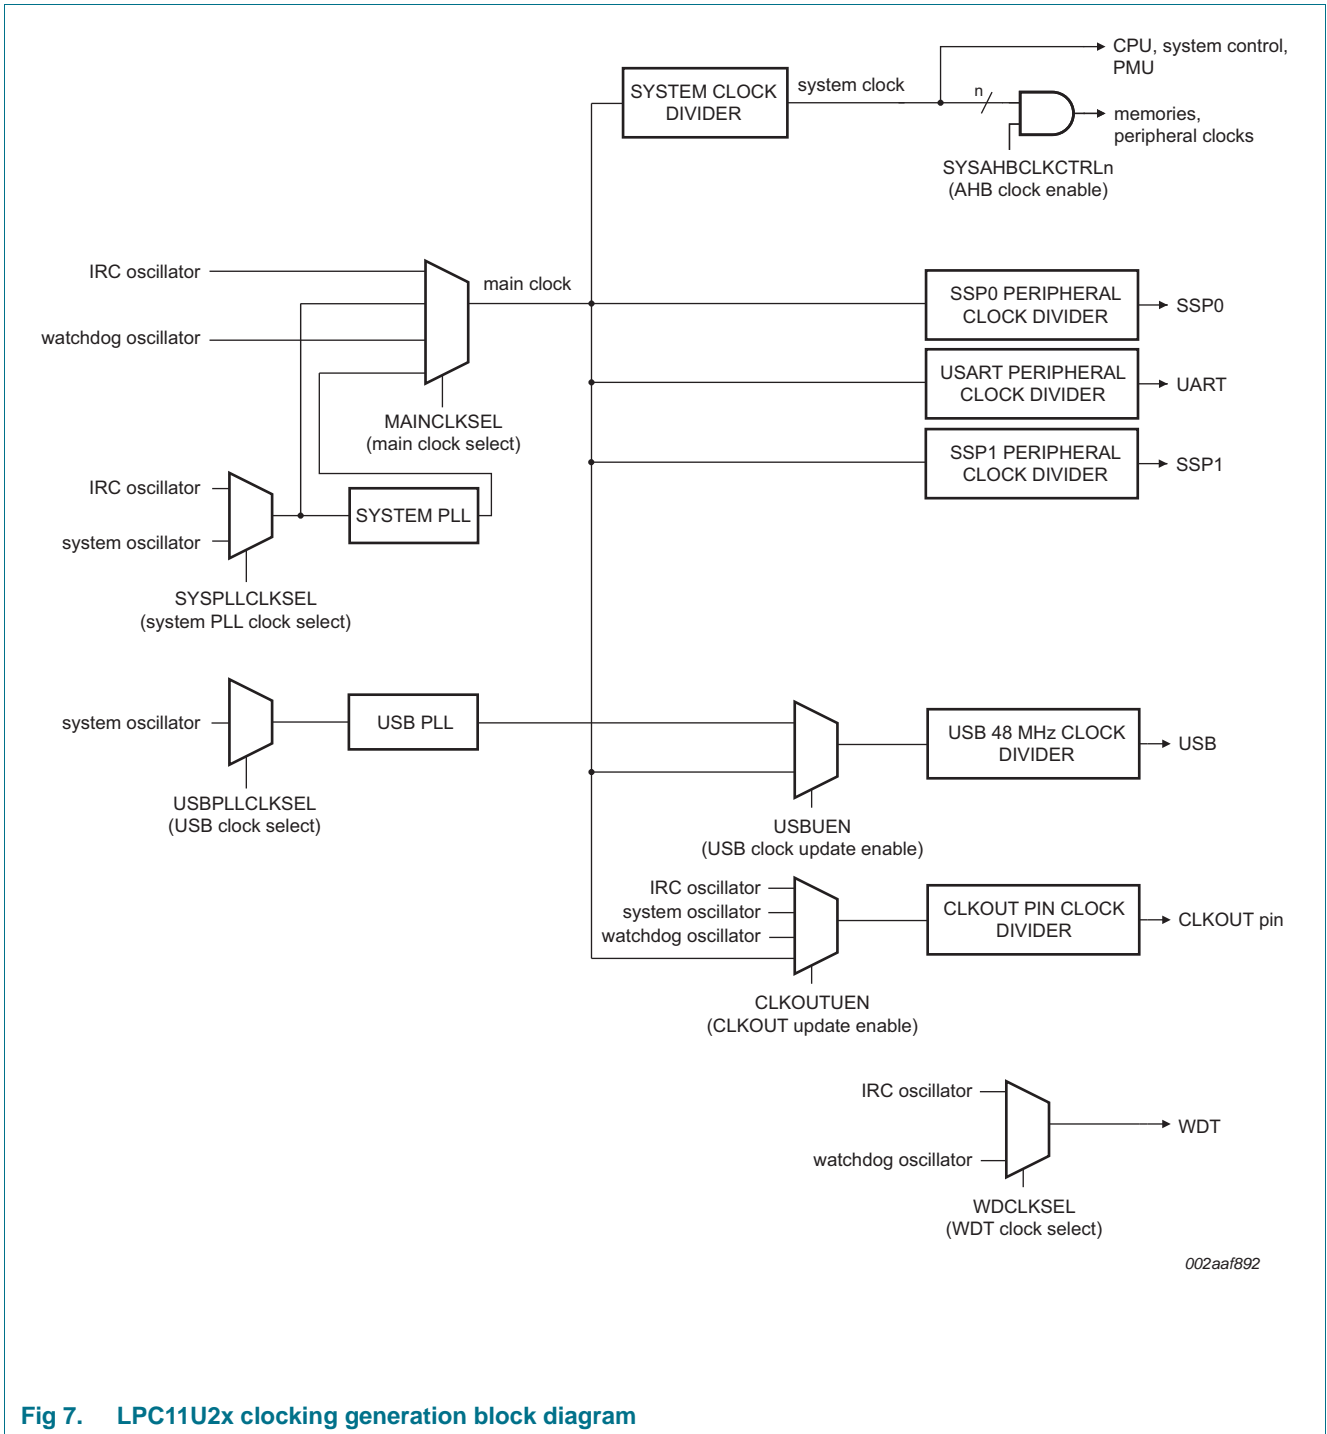 CPU, system control,
PMU
SYSTEM CLOCK
DIVIDER
system clock
n
memories,
peripheral clocks
SYSAHBCLKCTRLn
(AHB clock enable)
IRC oscillator
main clock
watchdog oscillator
MAINCLKSEL
(main clock select)
SSP0 PERIPHERAL
CLOCK DIVIDER
SSP0
USART PERIPHERAL
CLOCK DIVIDER
UART
SSP1 PERIPHERAL
CLOCK DIVIDER
SSP1
IRC oscillator
system oscillator
SYSTEM PLL
SYSPLLCLKSEL
(system PLL clock select)
system oscillator
USB PLL
USBPLLCLKSEL
(USB clock select)
USB 48 MHz CLOCK
DIVIDER
USB
USBUEN
(USB clock update enable)
IRC oscillator
system oscillator
watchdog oscillator
CLKOUT PIN CLOCK
DIVIDER
CLKOUT pin
CLKOUTUEN
(CLKOUT update enable)
IRC oscillator
watchdog oscillator
WDT
WDCLKSEL
(WDT clock select)
002aaf892
Fig 7. LPC11U2x clocking generation block diagram